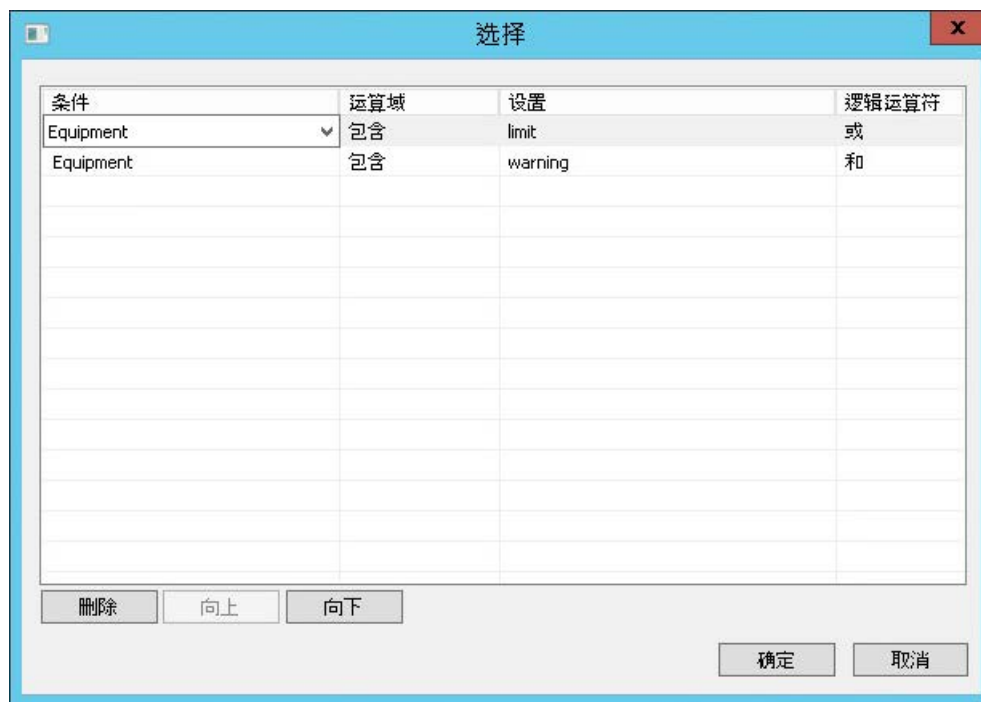 选择
条件 运算域 设置 逻辑运算符
Equipment 包含 limit 或
Equipment 包含 warning 和
删除 向上 向下
确定 取消